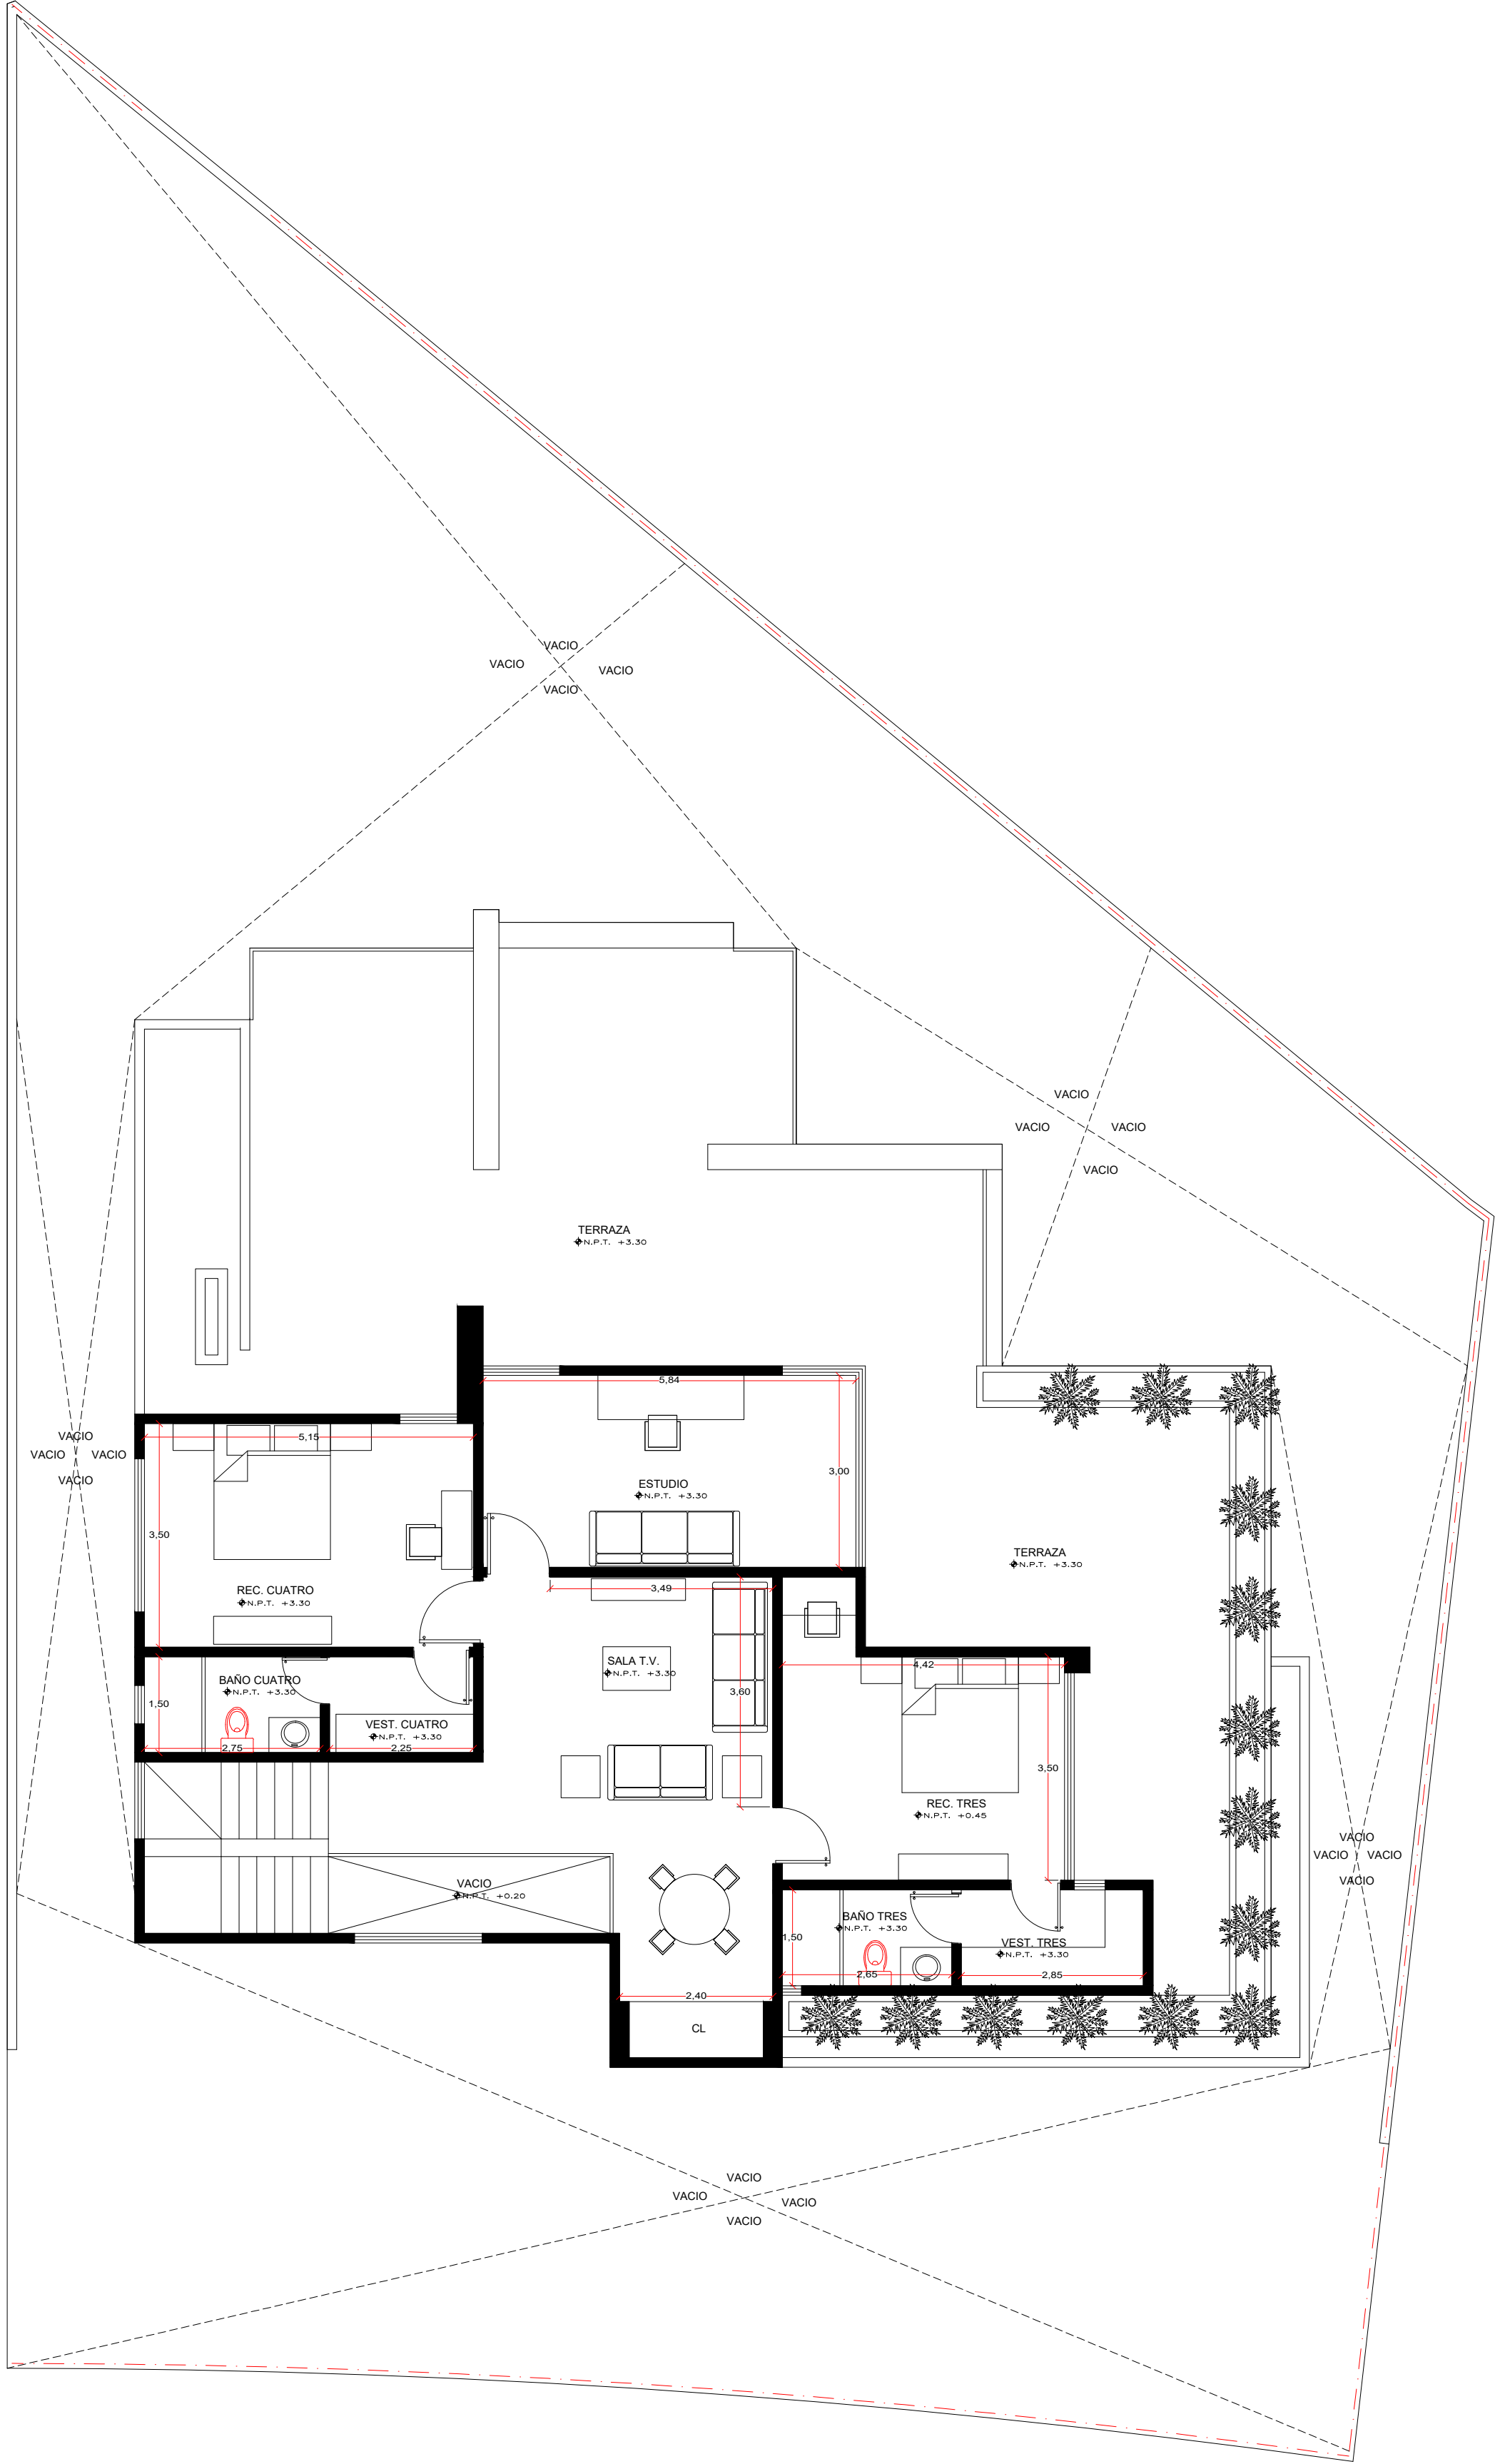 VACIO
VACIO
VACIO
VACIO
VACIO
VACIO
VACIO
VACIO
TERRAZA
N.P.T. +3.30
5,84
5,15
VACIO
VACIO
VACIO
VACIO
3,00
ESTUDIO
N.P.T. +3.30
3,50
TERRAZA
N.P.T. +3.30
REC. CUATRO
N.P.T. +3.30
3,49
SALA T.V.
N.P.T. +3.30
4,42
BAÑO CUATRO
N.P.T. +3.30
3,60
1,50
VEST. CUATRO
N.P.T. +3.30
2,75
2,25
3,50
REC. TRES
N.P.T. +0.45
VACIO
VACIO
VACIO
VACIO
VACIO
N.P.T. +0.20
BAÑO TRES
N.P.T. +3.30
1,50
VEST. TRES
N.P.T. +3.30
2,65
2,85
2,40
CL
VACIO
VACIO
VACIO
VACIO